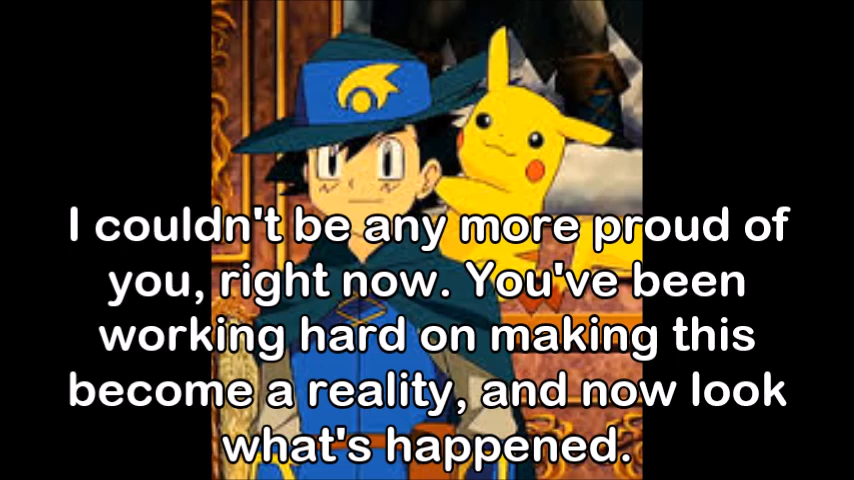 I couldn't be any more proud of
you, right now. You've been
working hard on making this
become a reality, and now look
what's happened.